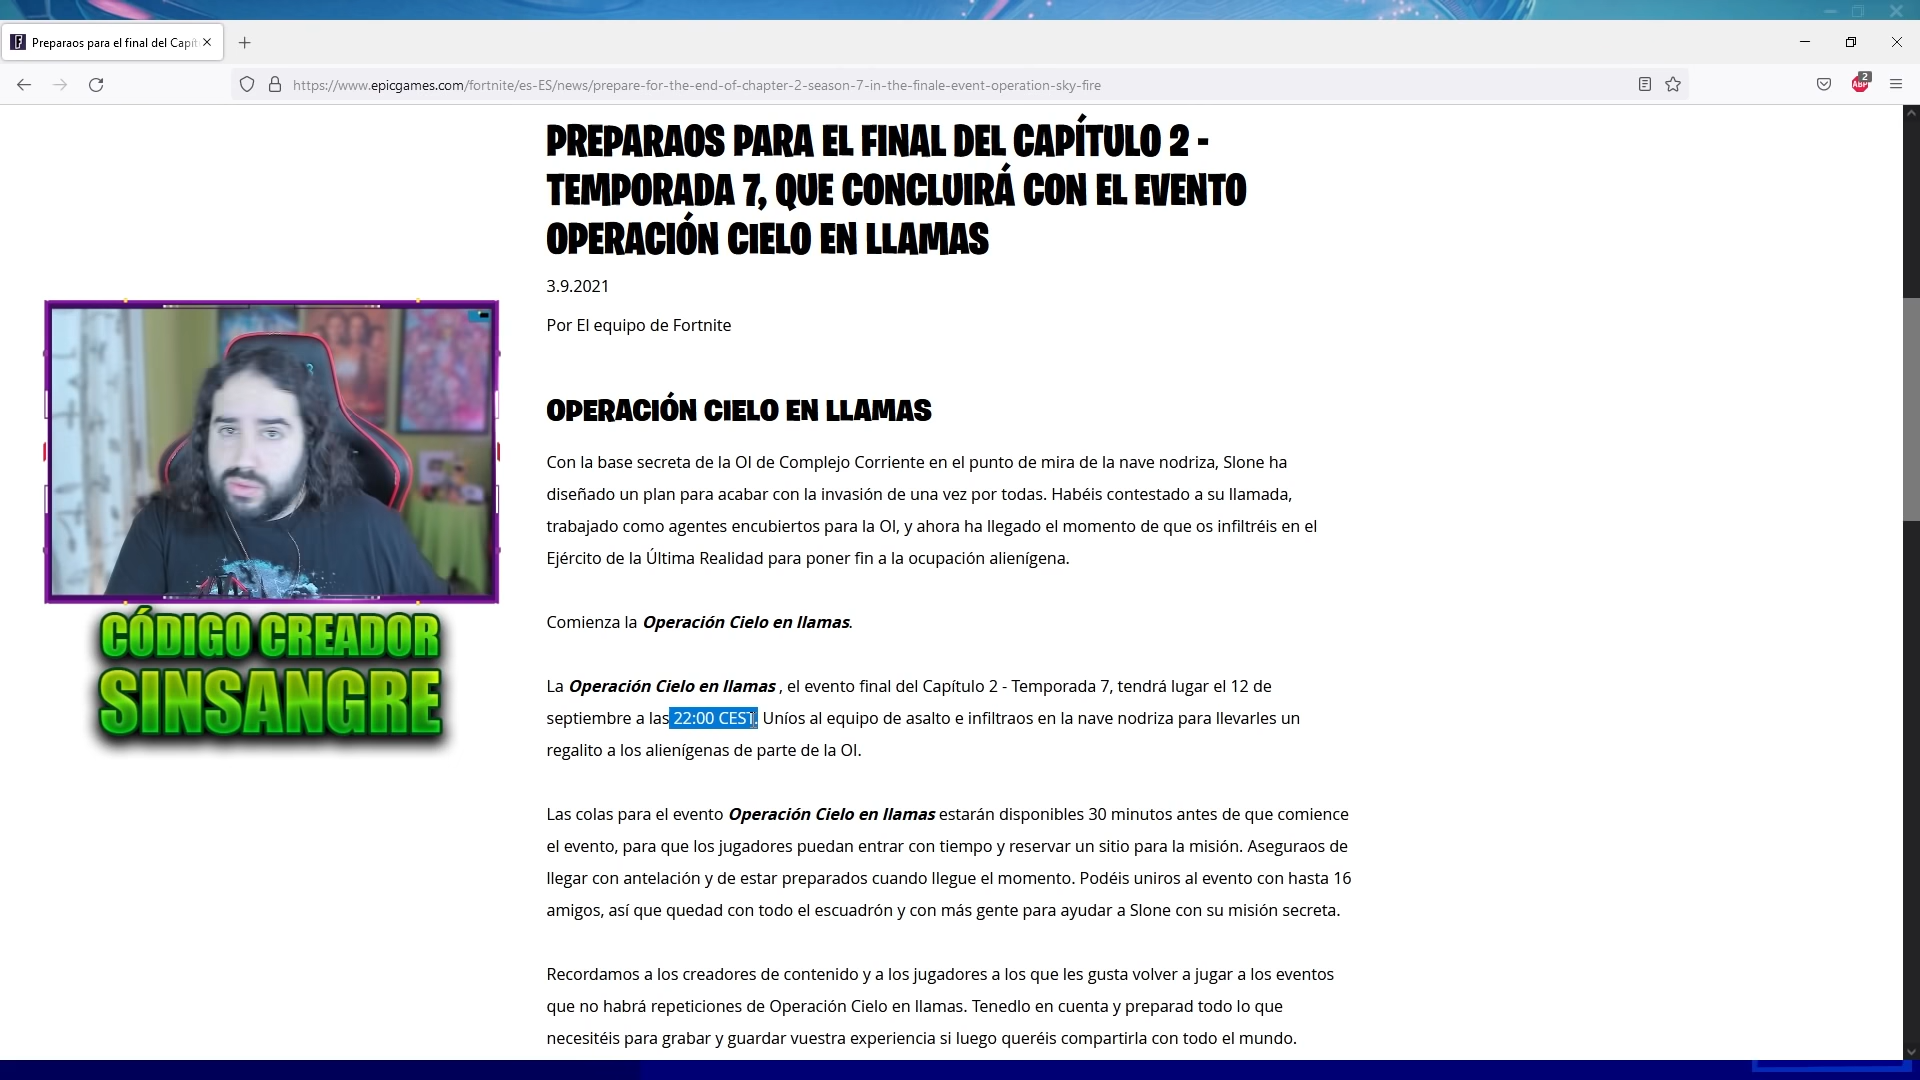 Preparaos para el final del Capít
https://www.epicgames.com/fortnite/es-ES/news/prepare-for-the-end-of-chapter-2-season-7-in-the-finale-event-operation-sky-fire
ABP
2
PREPARAOS PARA EL FINAL DEL CAPÍTULO 2 -
TEMPORADA 7, QUE CONCLUIRÁ CON EL EVENTO
OPERACIÓN CIELO EN LLAMAS
3.9.2021
Por El equipo de Fortnite
OPERACIÓN CIELO EN LLAMAS
Con la base secreta de la OI de Complejo Corriente en el punto de mira de la nave nodriza, Slone ha
diseñado un plan para acabar con la invasión de una vez por todas. Habéis contestado a su llamada,
trabajado como agentes encubiertos para la OI, y ahora ha llegado el momento de que os infiltréis en el
Ejército de la Última Realidad para poner fin a la ocupación alienígena.
Comienza la Operación Cielo en llamas.
La Operación Cielo en llamas , el evento final del Capítulo 2 - Temporada 7, tendrá lugar el 12 de
septiembre a las 22:00 CEST. Uníos al equipo de asalto e infiltraos en la nave nodriza para llevarles un
regalito a los alienígenas de parte de la OI.
Las colas para el evento Operación Cielo en llamas estarán disponibles 30 minutos antes de que comience
el evento, para que los jugadores puedan entrar con tiempo y reservar un sitio para la misión. Aseguraos de
llegar con antelación y de estar preparados cuando llegue el momento. Podéis uniros al evento con hasta 16
amigos, así que quedad con todo el escuadrón y con más gente para ayudar a Slone con su misión secreta.
Recordamos a los creadores de contenido y a los jugadores a los que les gusta volver a jugar a los eventos
que no habrá repeticiones de Operación Cielo en llamas. Tenedlo en cuenta y preparad todo lo que
necesitéis para grabar y guardar vuestra experiencia si luego queréis compartirla con todo el mundo.
CÓDIGO CREADOR
SINSANGRE